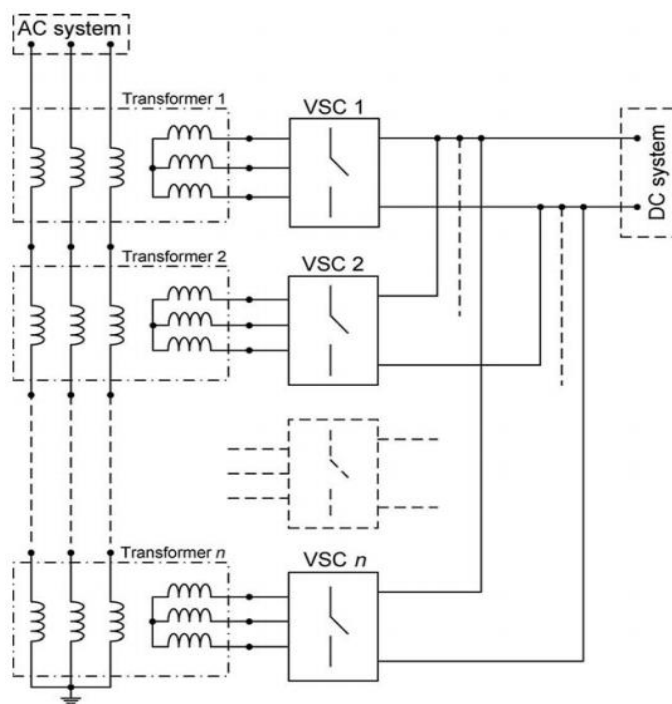 AC system
Transformer 1
VSC 1
DC system
Transformer 2
VSC 2
Transformer n
VSC n